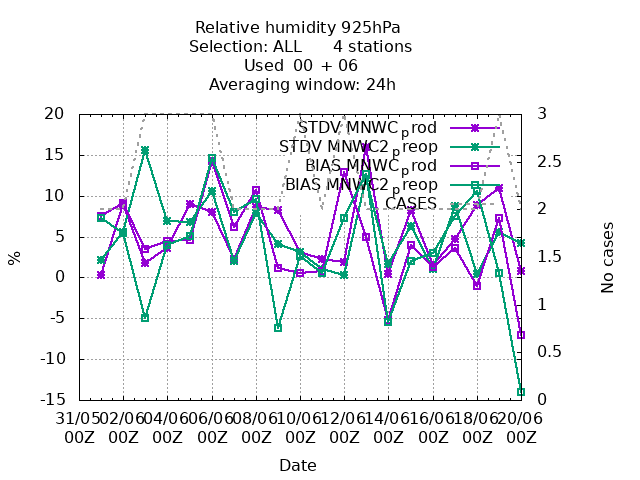 Relative humidity 925hPa
Selection: ALL 4 stations
Used 00 + 06
Averaging window: 24h
20
15
10
5
0
-5
-10
-15
%
3
2.5
2
1.5
1
0.5
0
No cases
STDV MNWC_prod
STDV MNWC2_preop
BIAS MNWC_prod
BIAS MNWC2_preop
CASES
31/05 02/06 04/06 06/06 08/06 10/06 12/06 14/06 16/06 18/06 20/06
00Z 00Z 00Z 00Z 00Z 00Z 00Z 00Z 00Z 00Z 00Z
Date